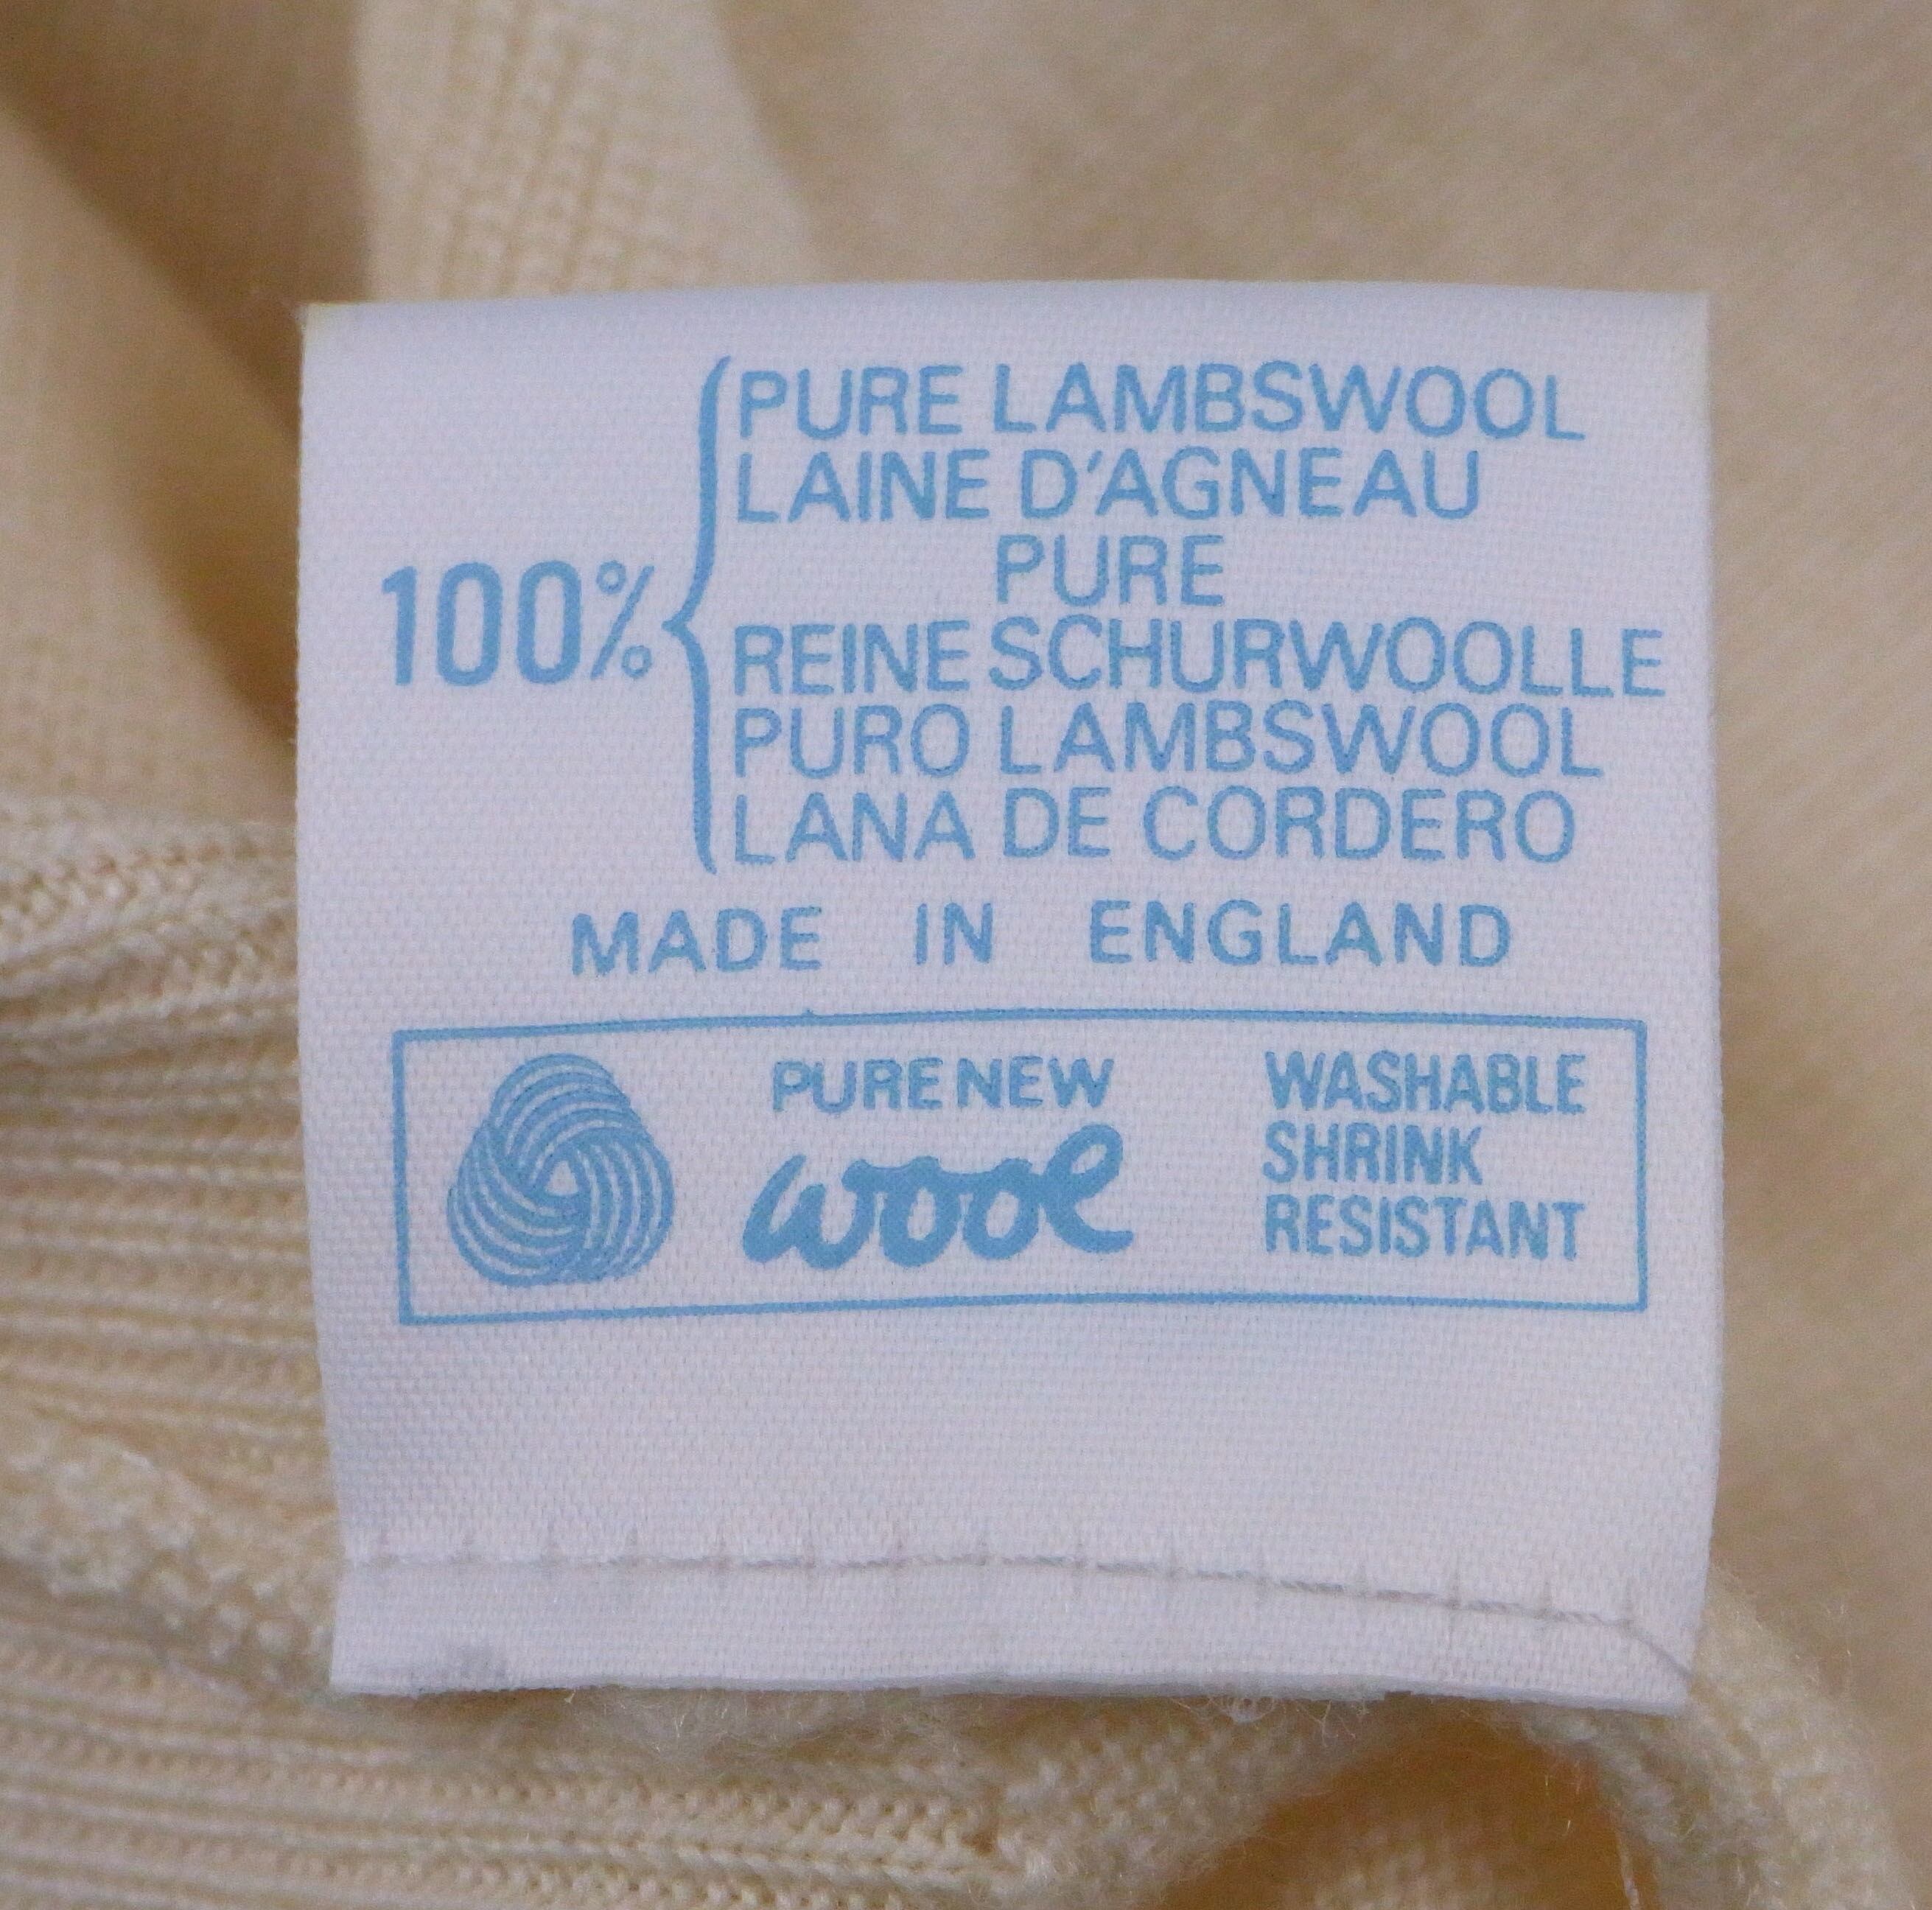 100%
PURE LAMBSWOOL
LAINE D'AGNEAU
PURE
REINE SCHURWOLLE
PURO LAMBSWOOL
LANA DE CORDERO
MADE IN ENGLAND
PURE NEW
wool
WASHABLE
SHRINK
RESISTANT